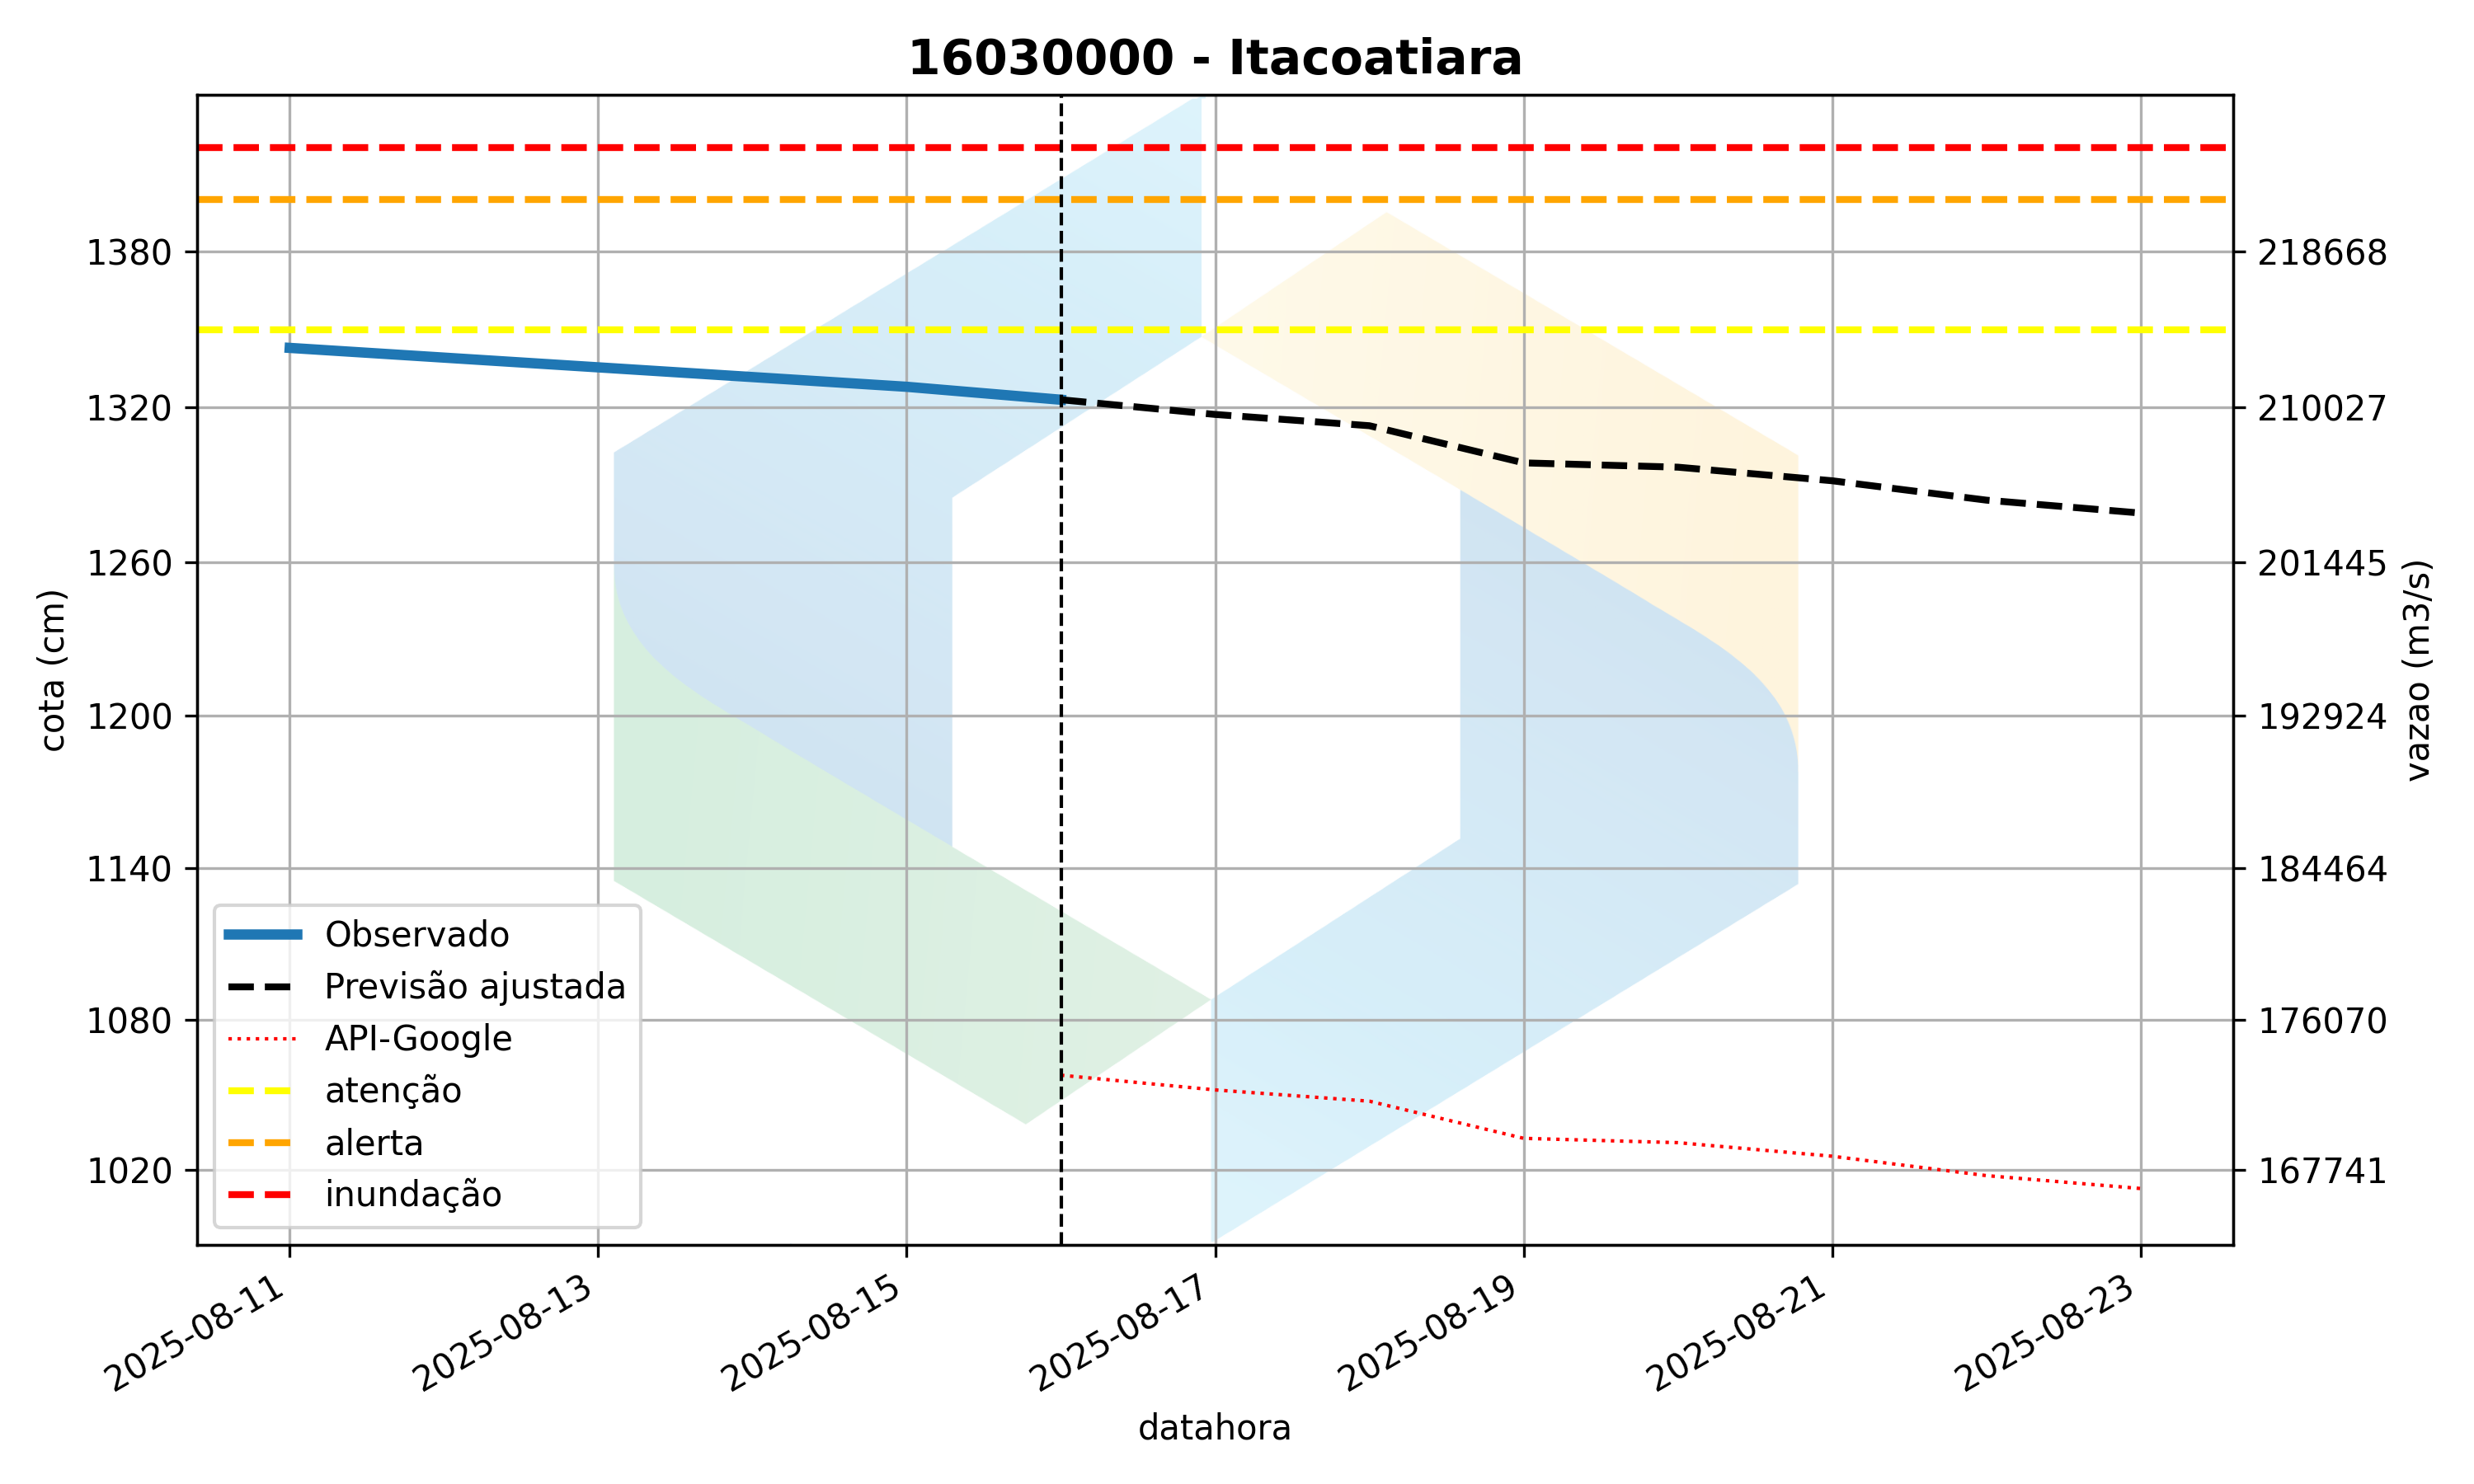 16030000 - Itacoatiara
1380
1320
1260
1200
1140
1080
1020
cota (cm)
218668
210027
201445
192924
184464
176070
167741
vazao (m3/s)
Observado
Previsão ajustada
API-Google
atenção
alerta
inundação
2025-08-11
2025-08-13
2025-08-15
2025-08-17
2025-08-19
2025-08-21
2025-08-23
datahora